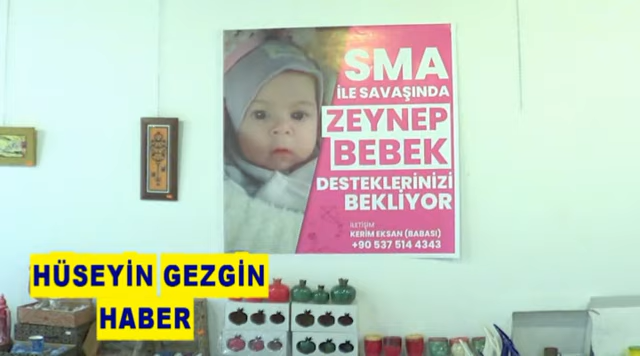 SMA
İLE SAVAŞINDA
ZEYNEP
BEBEK
DESTEKLERİNİZİ
BEKLİYOR
İLETİŞİM
KERİM EKSAN (BABASI)
+90 537 514 4343
HÜSEYİN GEZGİN
HABER